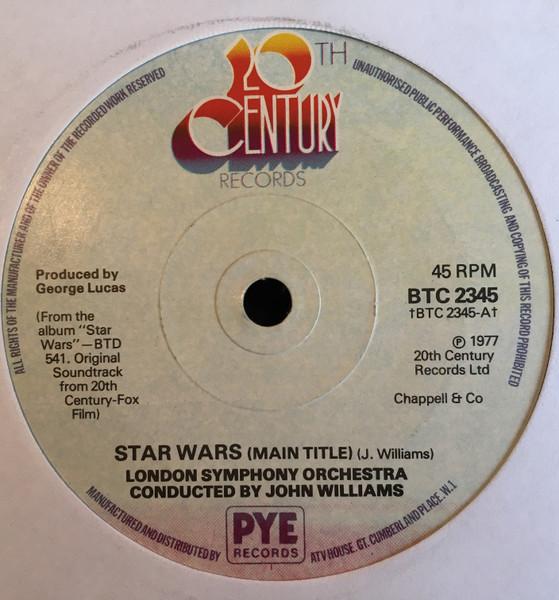 20TH
CENTURY
RECORDS
ALL RIGHTS OF THE MANUFACTURER AND OF THE OWNER OF THE RECORDED WORK RESERVED
UNAUTHORISED PUBLIC PERFORMANCE BROADCASTING AND COPYING OF THIS RECORD PROHIBITED
Produced by
George Lucas
(From the
album "Star
Wars"—BTD
541. Original
Soundtrack
from 20th
Century-Fox
Film)
45 RPM
BTC 2345
†BTC 2345-A†
℗ 1977
20th Century
Records Ltd
Chappell & Co
STAR WARS (MAIN TITLE) (J. Williams)
LONDON SYMPHONY ORCHESTRA
CONDUCTED BY JOHN WILLIAMS
MANUFACTURED AND DISTRIBUTED BY
PYE
RECORDS
ATV HOUSE. GT. CUMBERLAND PLACE. W.1